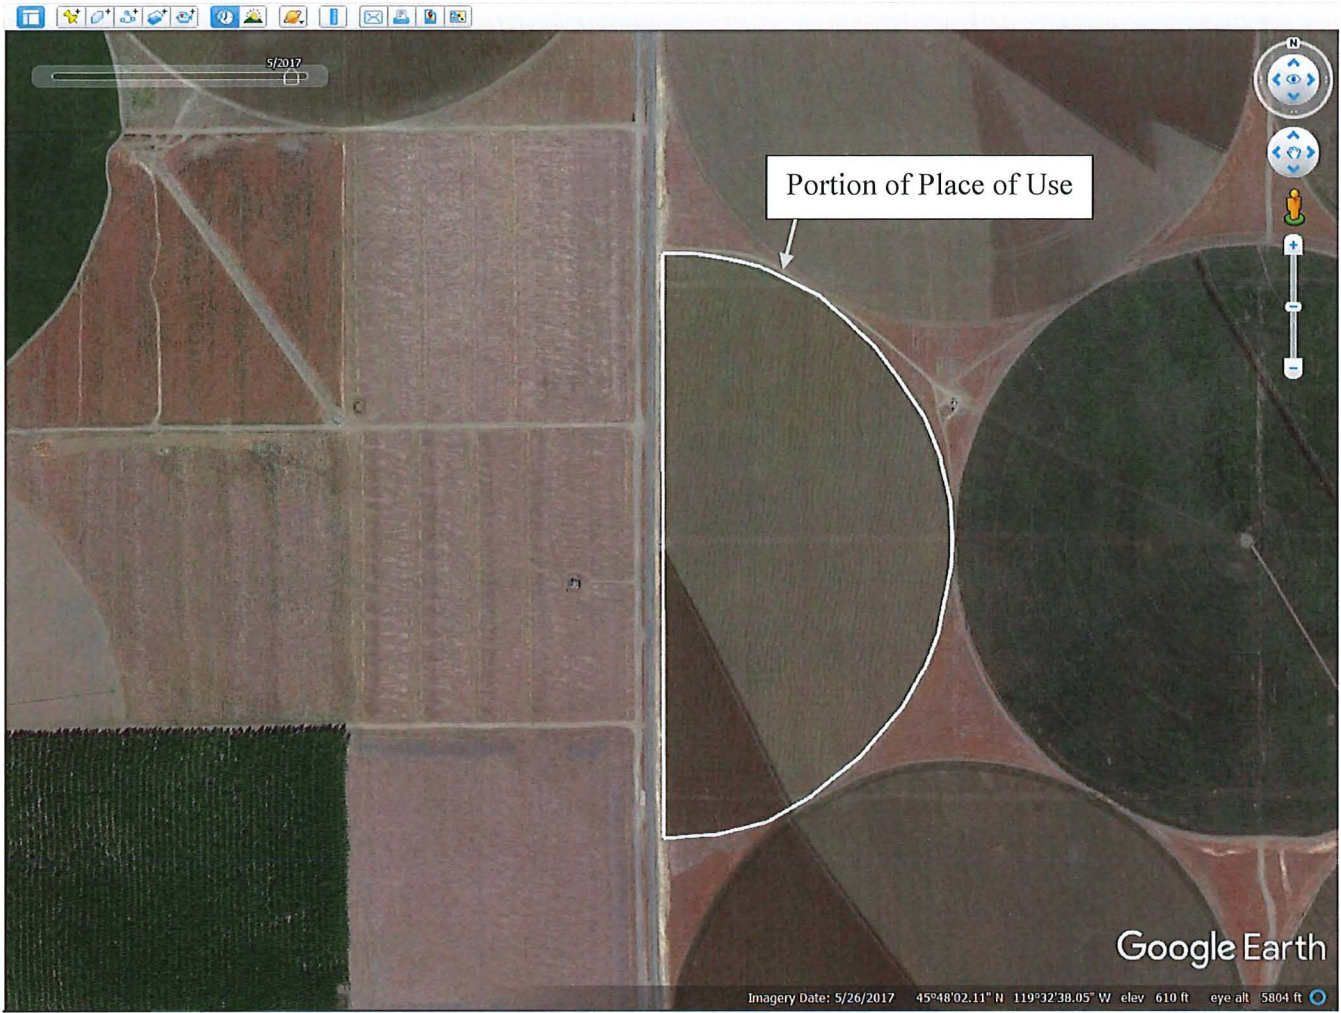 5/2017
N
Portion of Place of Use
Google Earth
Imagery Date: 5/26/2017 45°48'02.11" N 119°32'38.05" W elev 610 ft eye alt 5804 ft